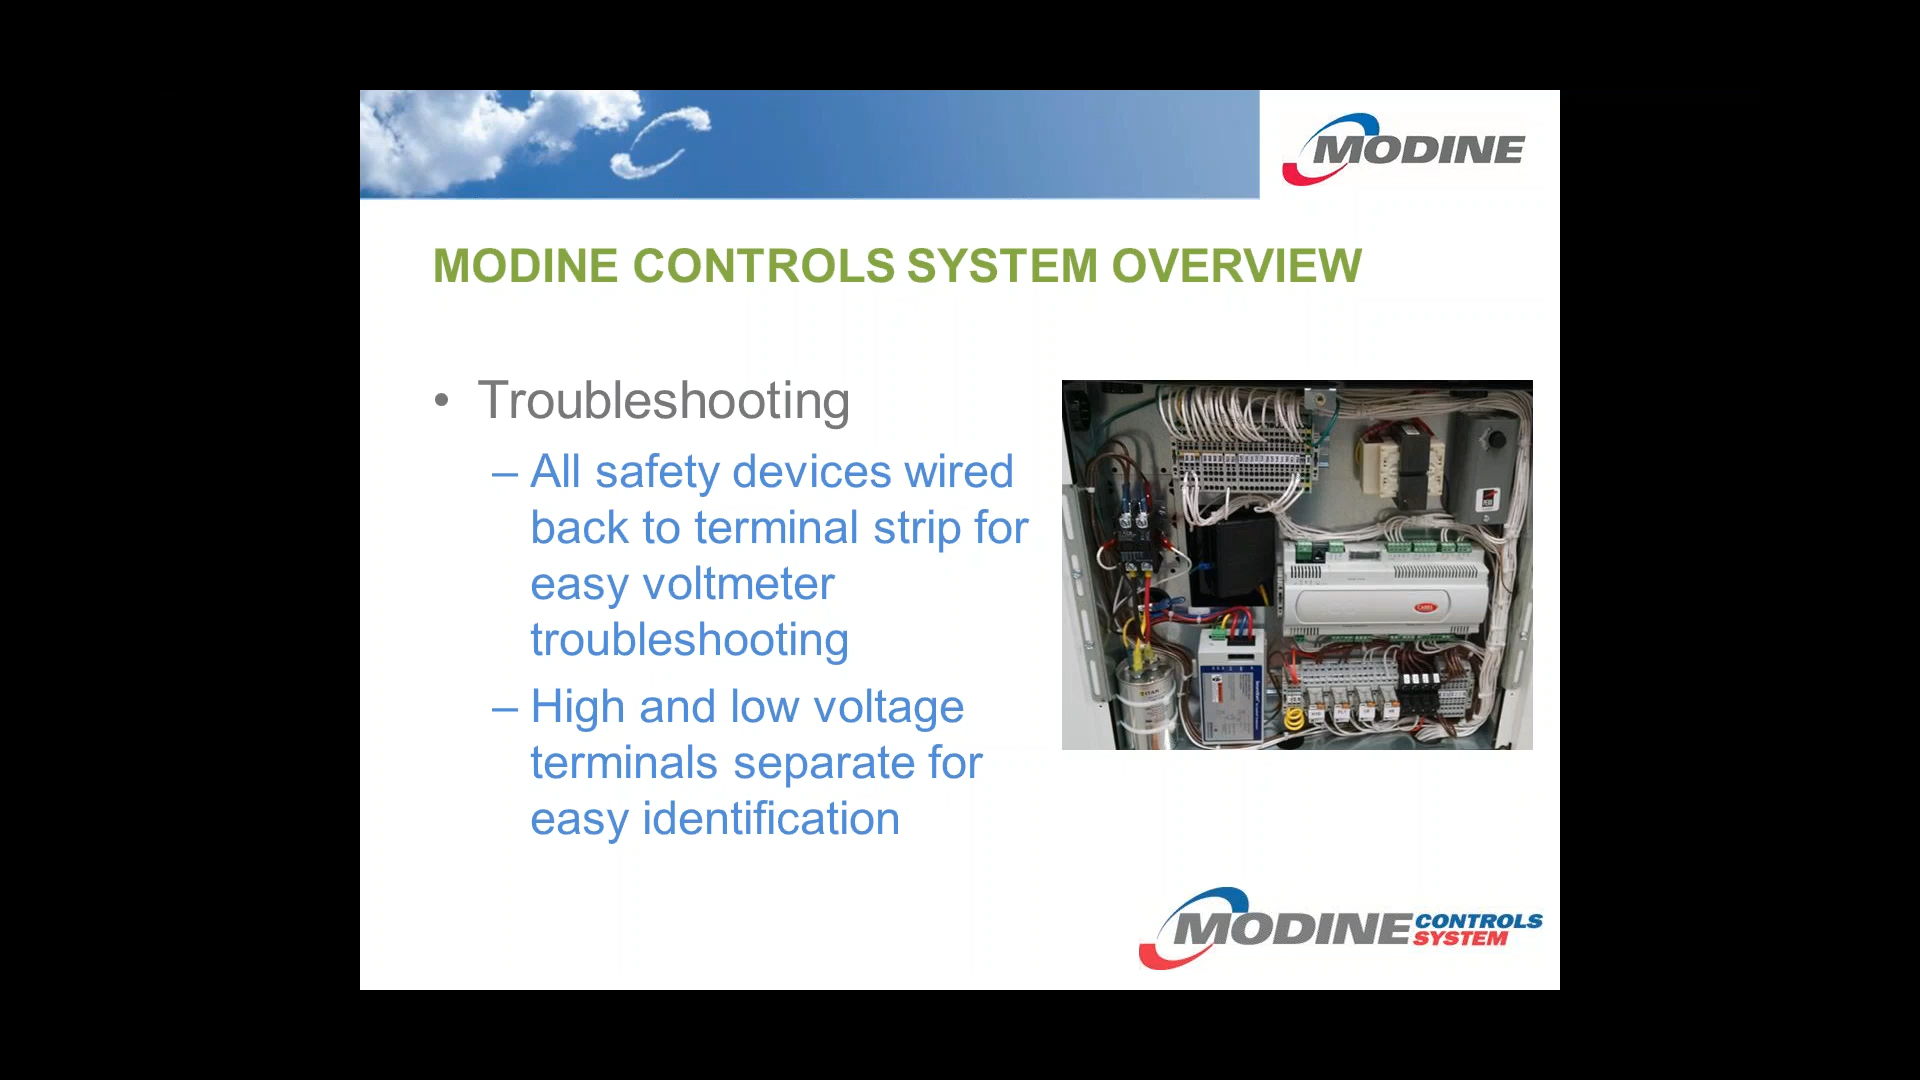 MODINE
MODINE CONTROLS SYSTEM OVERVIEW
• Troubleshooting
– All safety devices wired
back to terminal strip for
easy voltmeter
troubleshooting
– High and low voltage
terminals separate for
easy identification
MODINE CONTROLS
SYSTEM